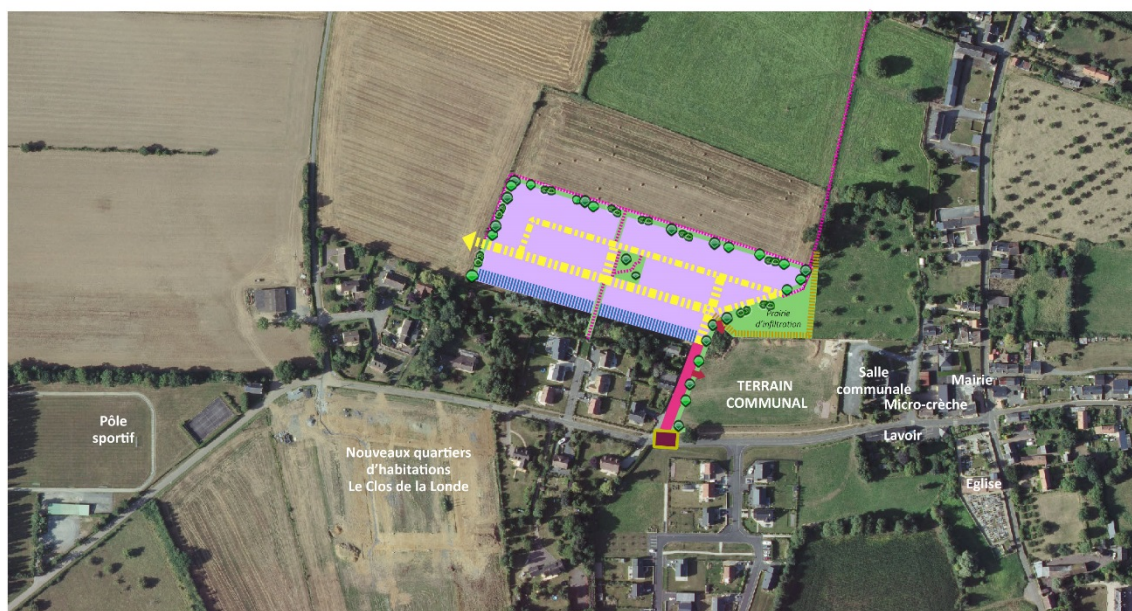 Prairie
d'infiltration
TERRAIN
COMMUNAL
Salle
communale
Mairie
Micro-crèche
Lavoir
Eglise
Pôle
sportif
Nouveaux quartiers
d'habitations
Le Clos de la Londe